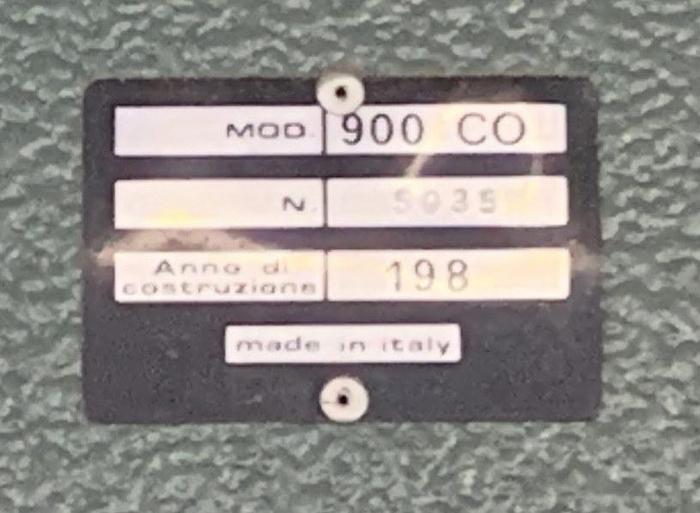 MOD. 900 CO
N. 5035
Anno di
costruzione 198
made in italy